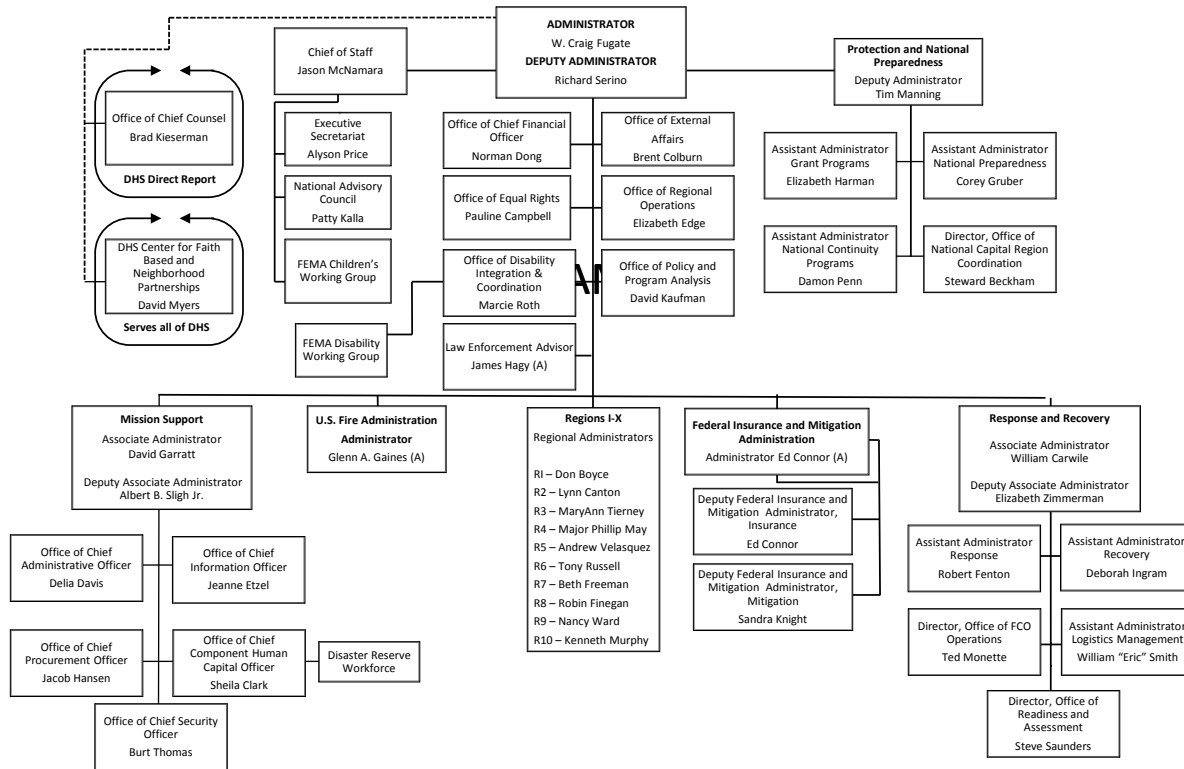 ADMINISTRATOR
W. Craig Fugate
DEPUTY ADMINISTRATOR
Richard Serino
Chief of Staff
Jason McNamara
Protection and National
Preparedness
Deputy Administrator
Tim Manning
Office of Chief Counsel
Brad Kieserman
DHS Direct Report
DHS Center for Faith
Based and
Neighborhood
Partnerships
David Myers
Serves all of DHS
Executive
Secretariat
Alyson Price
National Advisory
Council
Patty Kalla
FEMA Children's
Working Group
FEMA Disability
Working Group
Office of Chief Financial
Officer
Norman Dong
Office of External
Affairs
Brent Colburn
Office of Equal Rights
Pauline Campbell
Office of Regional
Operations
Elizabeth Edge
Office of Disability
Integration &
Coordination
Marcie Roth
Office of Policy and
Program Analysis
David Kaufman
Law Enforcement Advisor
James Hagy (A)
Assistant Administrator
Grant Programs
Elizabeth Harman
Assistant Administrator
National Preparedness
Corey Gruber
Assistant Administrator
National Continuity
Programs
Damon Penn
Director, Office of
National Capital Region
Coordination
Steward Beckham
Mission Support
Associate Administrator
David Garratt
Deputy Associate Administrator
Albert B. Sligh Jr.
Office of Chief
Administrative Officer
Delia Davis
Office of Chief
Information Officer
Jeanne Etzel
Office of Chief
Procurement Officer
Jacob Hansen
Office of Chief
Component Human
Capital Officer
Sheila Clark
Disaster Reserve
Workforce
Office of Chief Security
Officer
Burt Thomas
U.S. Fire Administration
Administrator
Glenn A. Gaines (A)
Regions I-X
Regional Administrators
RI – Don Boyce
R2 – Lynn Canton
R3 – MaryAnn Tierney
R4 – Major Phillip May
R5 – Andrew Velasquez
R6 – Tony Russell
R7 – Beth Freeman
R8 – Robin Finegan
R9 – Nancy Ward
R10 – Kenneth Murphy
Federal Insurance and Mitigation
Administration
Administrator Ed Connor (A)
Deputy Federal Insurance and
Mitigation Administrator,
Insurance
Ed Connor
Deputy Federal Insurance and
Mitigation Administrator,
Mitigation
Sandra Knight
Response and Recovery
Associate Administrator
William Carwile
Deputy Associate Administrator
Elizabeth Zimmerman
Assistant Administrator
Response
Robert Fenton
Assistant Administrator
Recovery
Deborah Ingram
Director, Office of FCO
Operations
Ted Monette
Assistant Administrator
Logistics Management
William "Eric" Smith
Director, Office of
Readiness and
Assessment
Steve Saunders